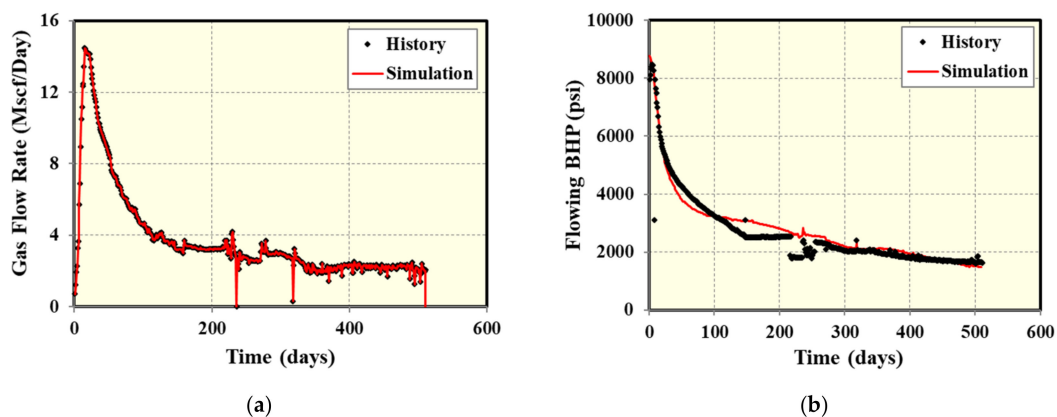 16
12
8
4
0
0
200
400
600
Gas Flow Rate (Mscf/Day)
Time (days)
History
Simulation
(a)
10000
8000
6000
4000
2000
0
0
100
200
300
400
500
600
Flowing BHP (psi)
Time (days)
History
Simulation
(b)